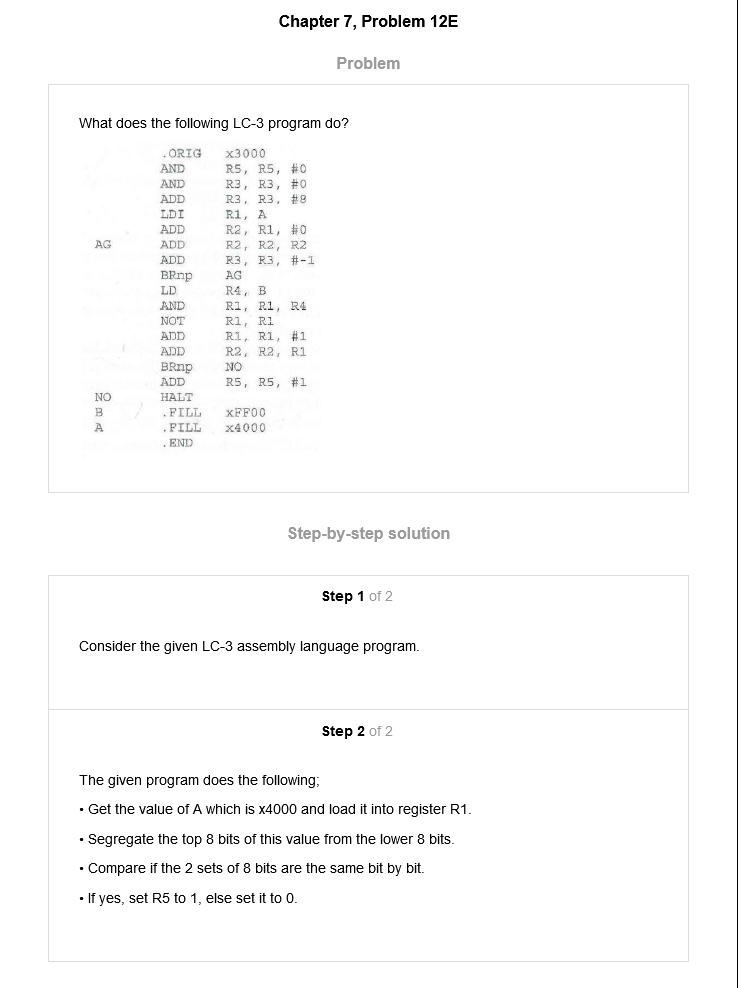 Chapter 7, Problem 12E
Problem
What does the following LC-3 program do?
.ORIG x3000
AND R5, R5, #0
AND R3, R3, #0
ADD R3, R3, #8
LDI R1, A
ADD R2, R1, #0
AG ADD R2, R2, R2
ADD R3, R3, #-1
BRnp AG
LD R4, B
AND R1, R1, R4
NOT R1, R1
ADD R1, R1, #1
ADD R2, R2, R1
BRnp NO
ADD R5, R5, #1
NO HALT
B .FILL xFF00
A .FILL x4000
.END
Step-by-step solution
Step 1 of 2
Consider the given LC-3 assembly language program.
Step 2 of 2
The given program does the following;
• Get the value of A which is x4000 and load it into register R1.
• Segregate the top 8 bits of this value from the lower 8 bits.
• Compare if the 2 sets of 8 bits are the same bit by bit.
• If yes, set R5 to 1, else set it to 0.